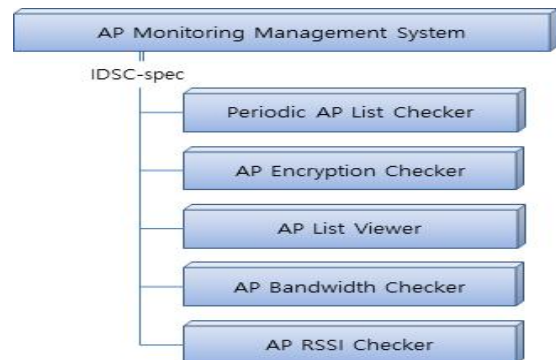 AP Monitoring Management System
IDSC-spec
Periodic AP List Checker
AP Encryption Checker
AP List Viewer
AP Bandwidth Checker
AP RSSI Checker